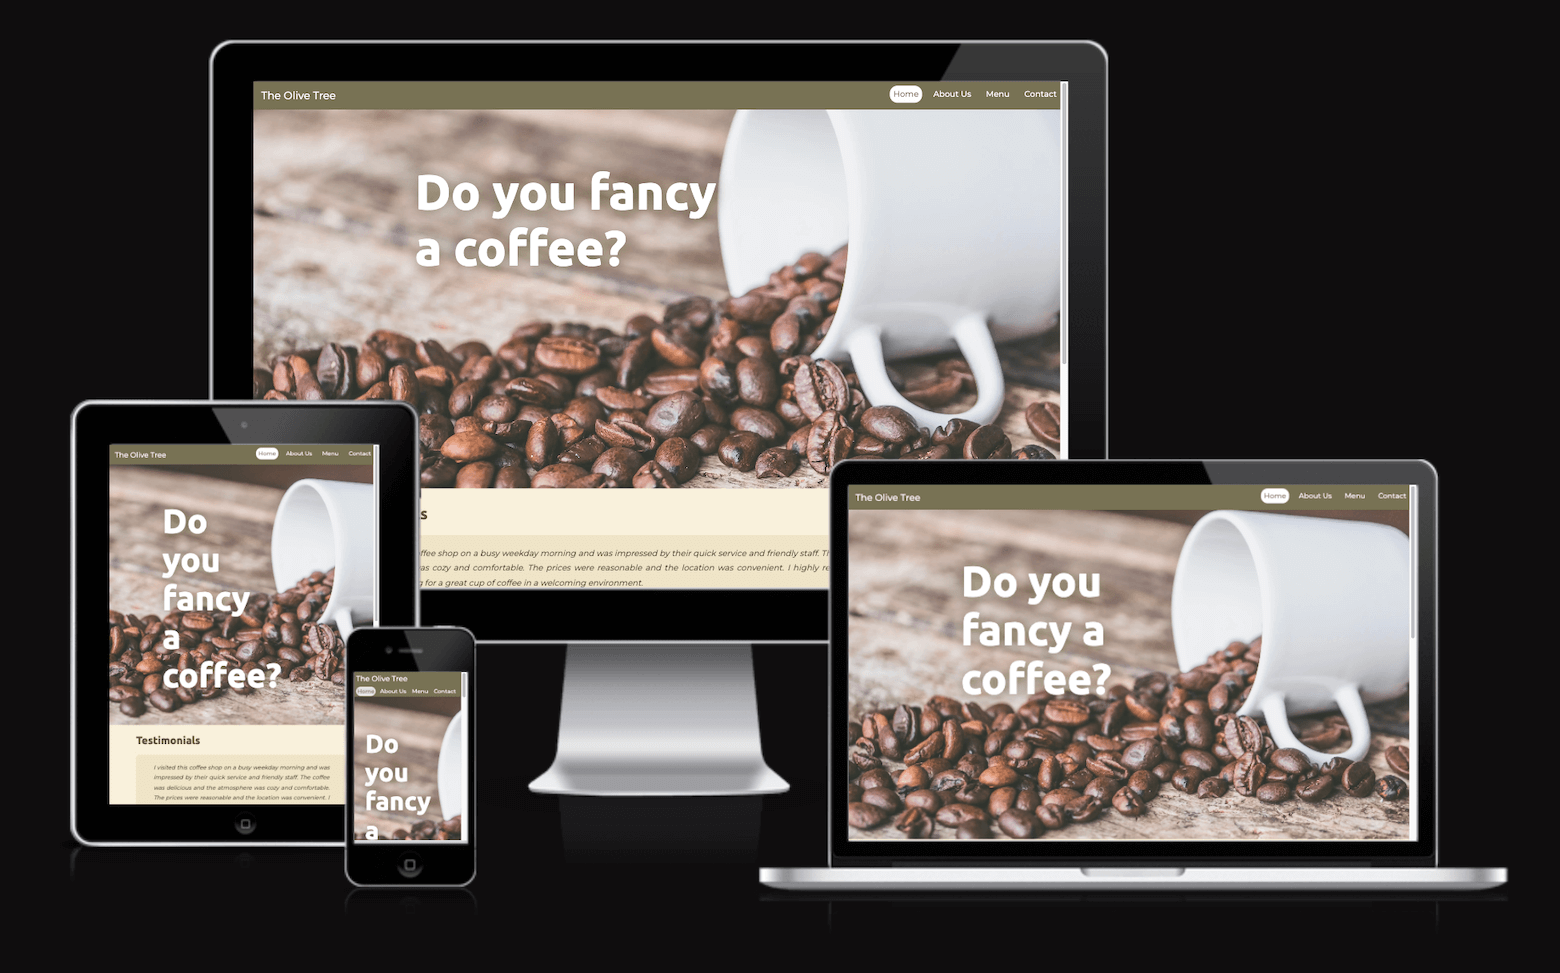 The Olive Tree
Home About Us Menu Contact
Do you fancy
a coffee?
ffee shop on a busy weekday morning and was impressed by their quick service and friendly staff.
as cozy and comfortable. The prices were reasonable and the location was convenient. I highly
for a great cup of coffee in a welcoming environment.
The Olive Tree
Home About Us Menu Contact
Do
you
fancy
a
coffee?
Testimonials
I visited this coffee shop on a busy weekday morning and was
impressed by their quick service and friendly staff. The coffee
was delicious and the atmosphere was cozy and comfortable.
The prices were reasonable and the location was convenient. I
The Olive Tree
Home About Us Menu Contact
Do
you
fancy
a
The Olive Tree
Home About Us Menu Contact
Do you
fancy a
coffee?